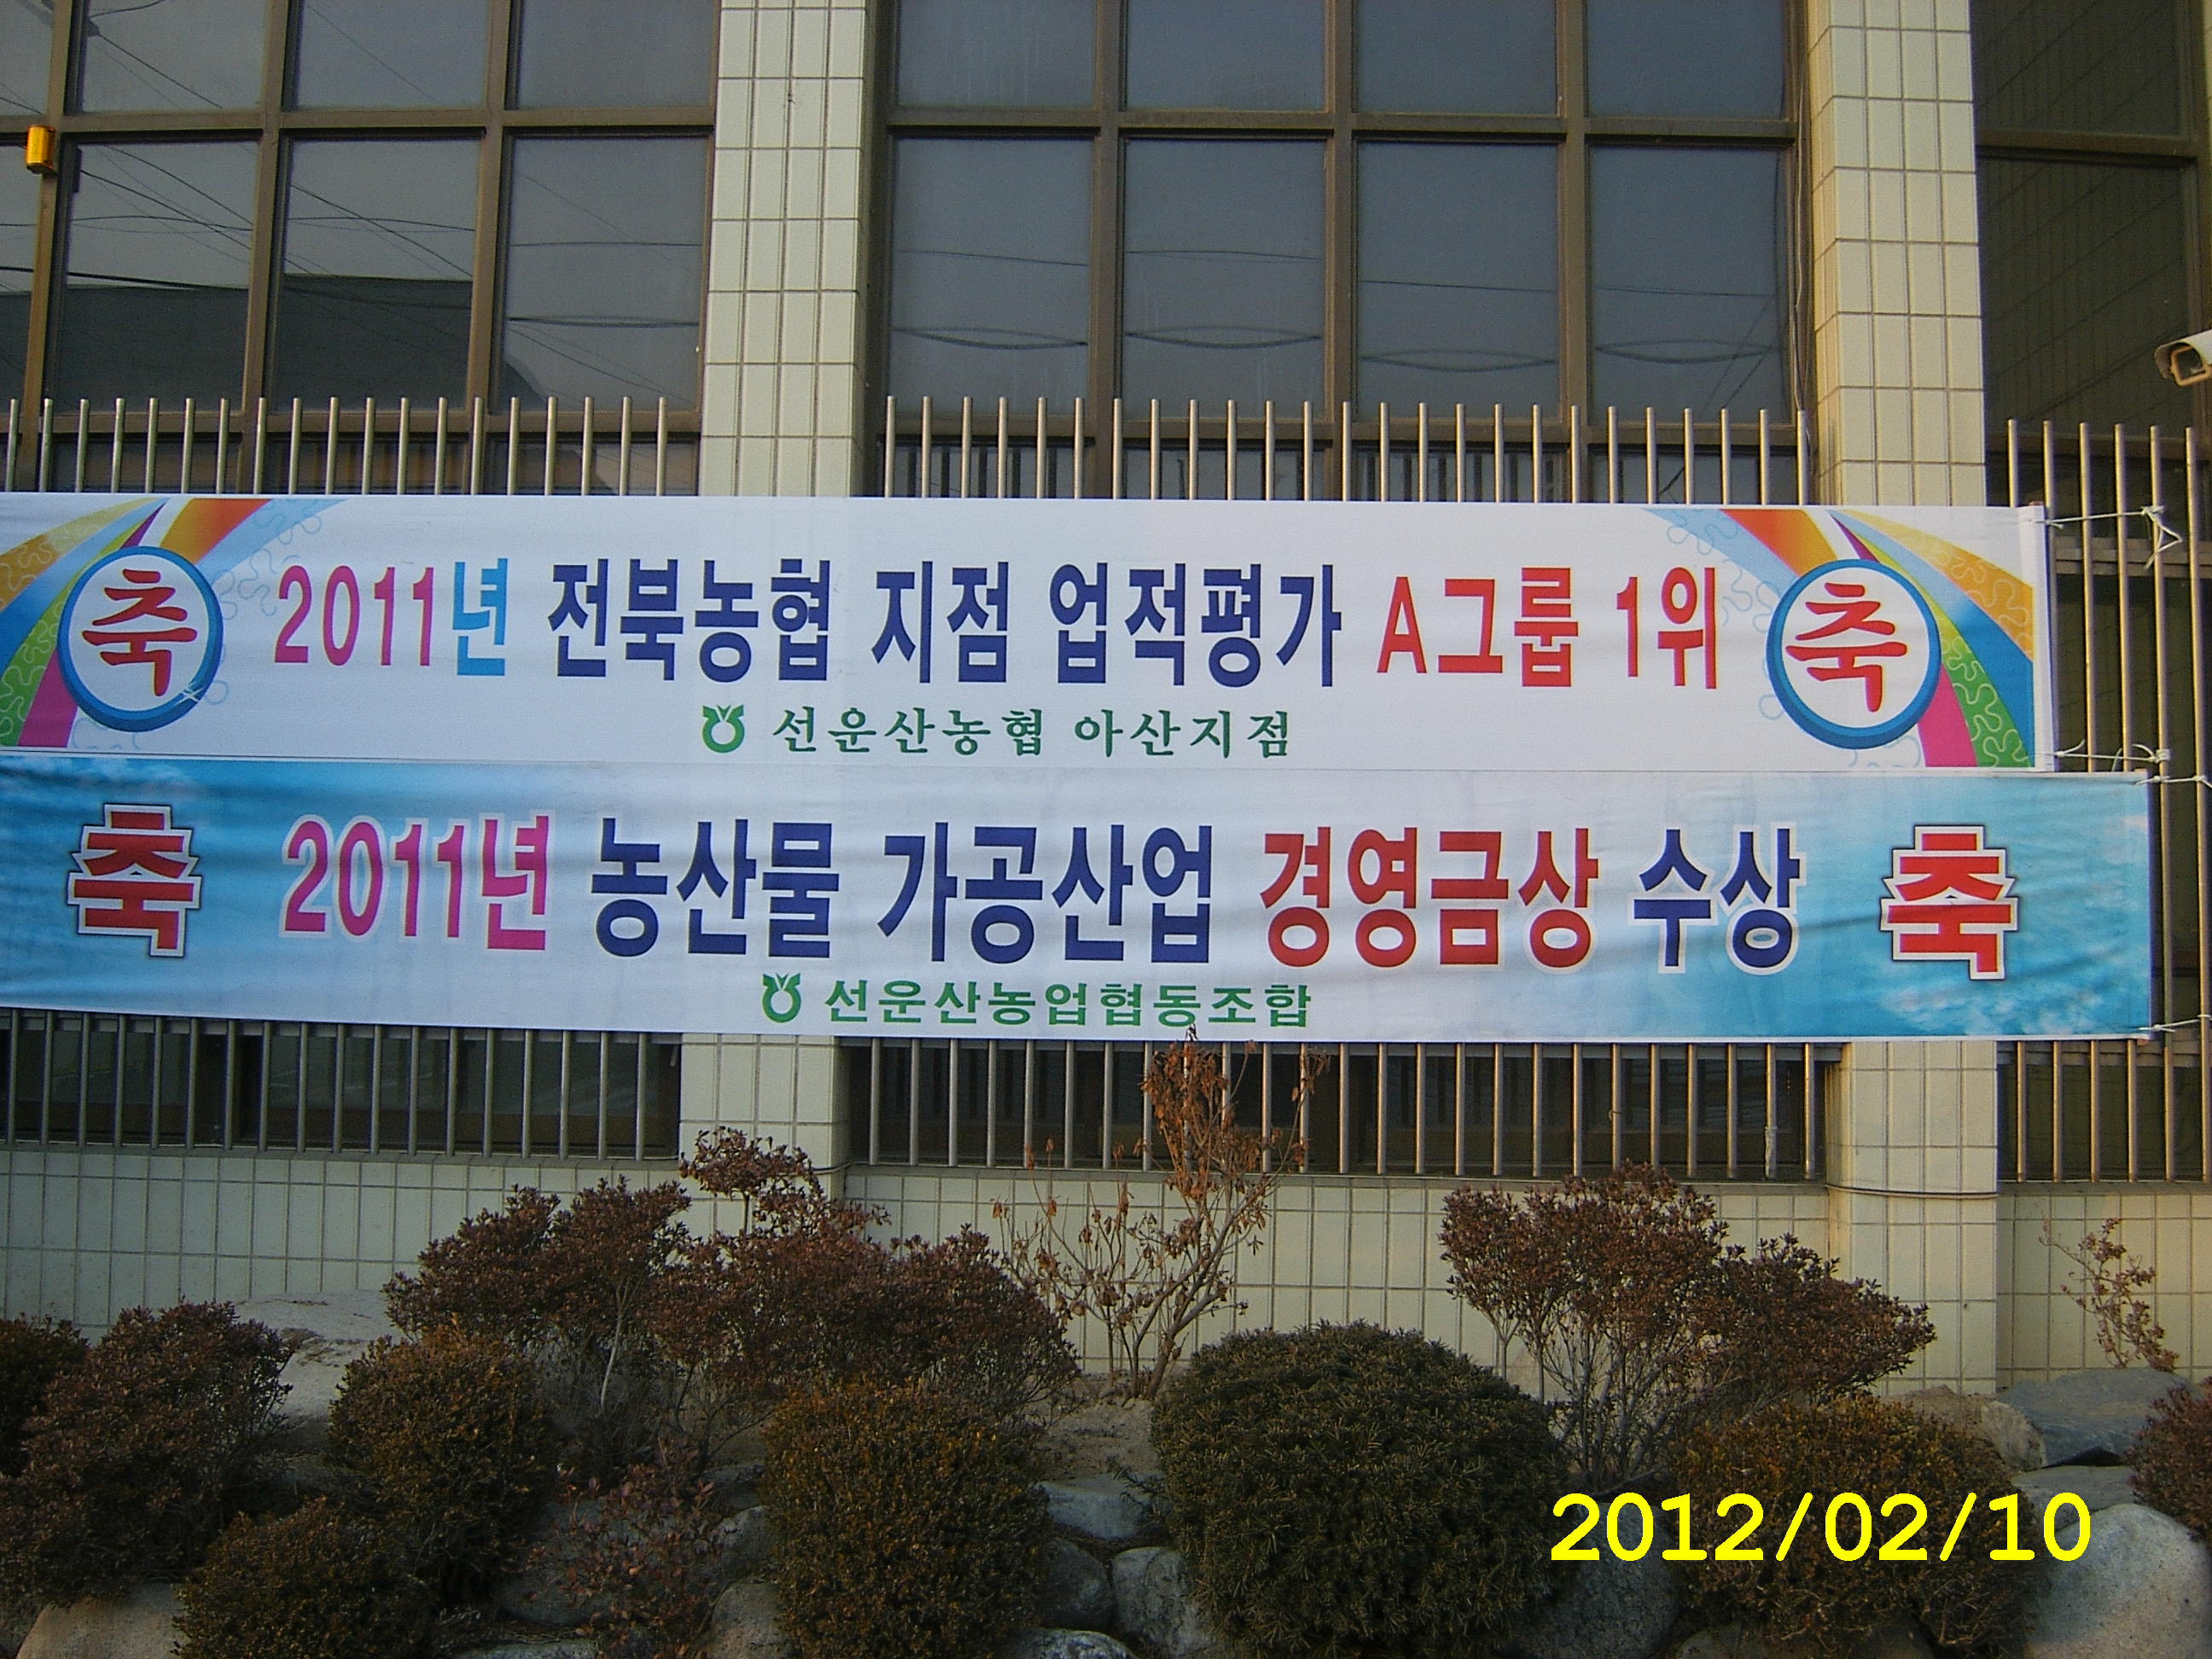 축 2011년 전북농협 지점 업적평가 A그룹 1위 축
선운산농협 아산지점
축 2011년 농산물 가공산업 경영금상 수상 축
선운산농업협동조합
2012/02/10